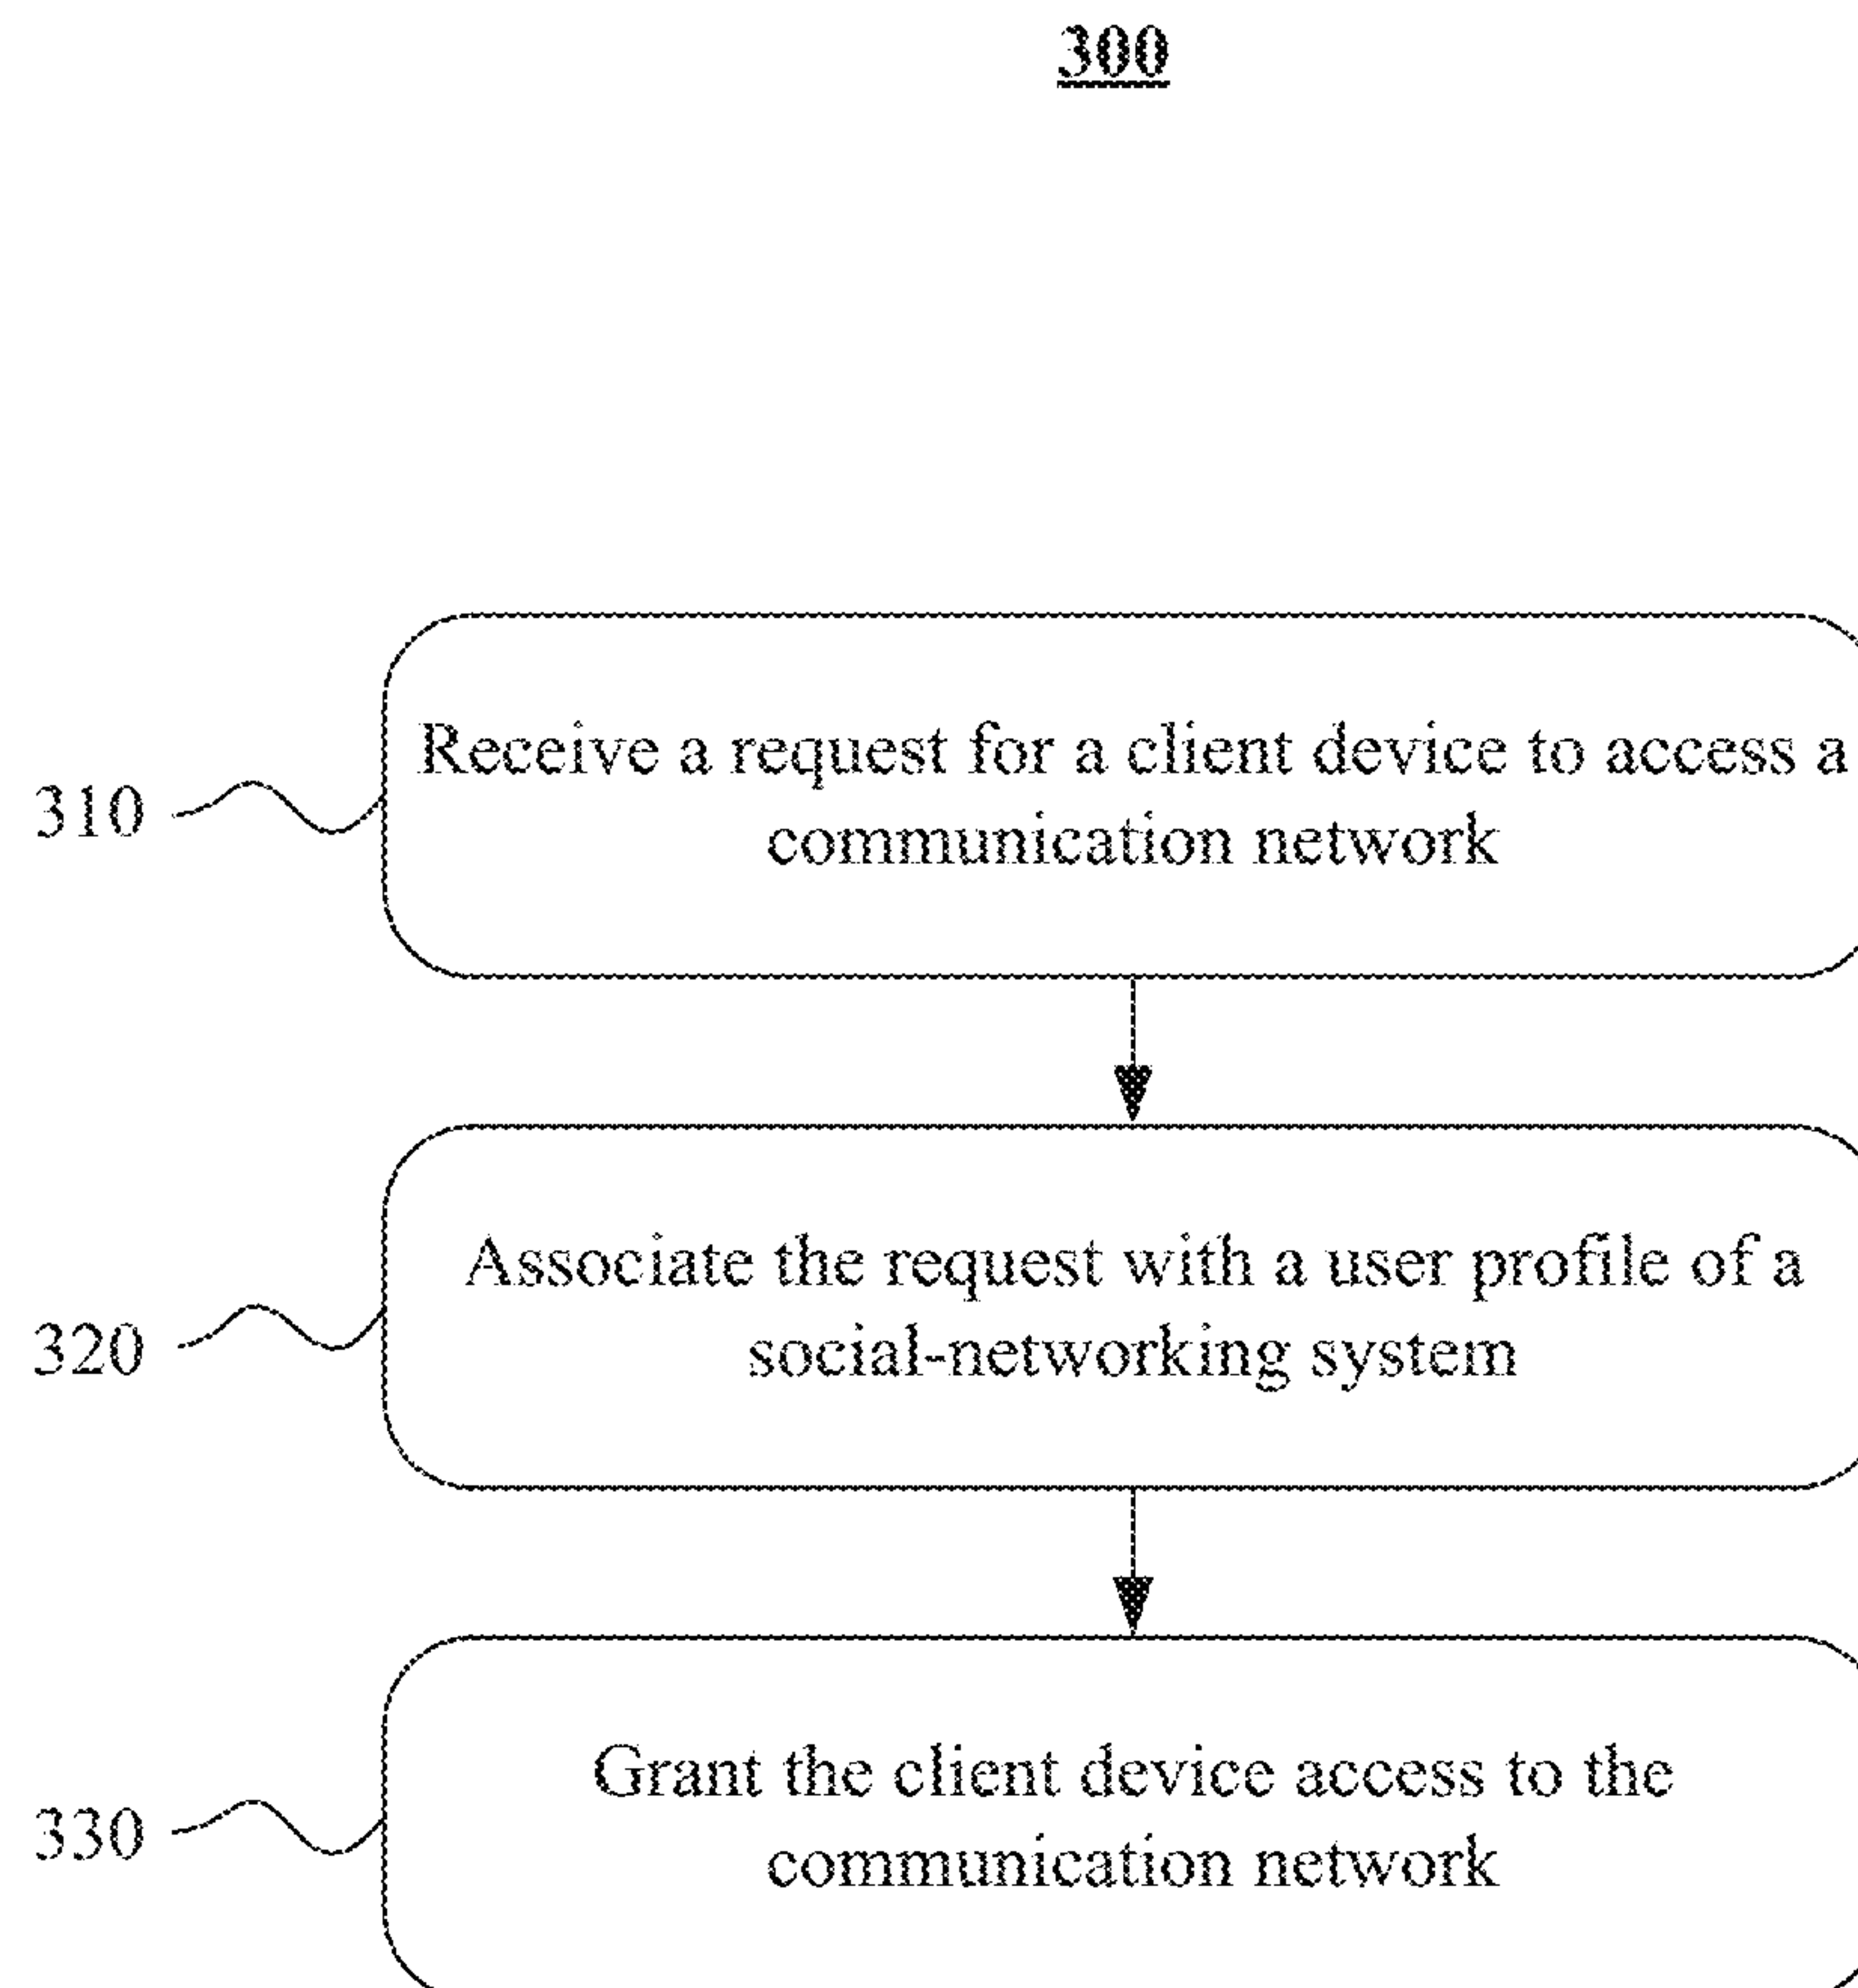 300
Receive a request for a client device to access a
communication network
310
Associate the request with a user profile of a
social-networking system
320
Grant the client device access to the
communication network
330